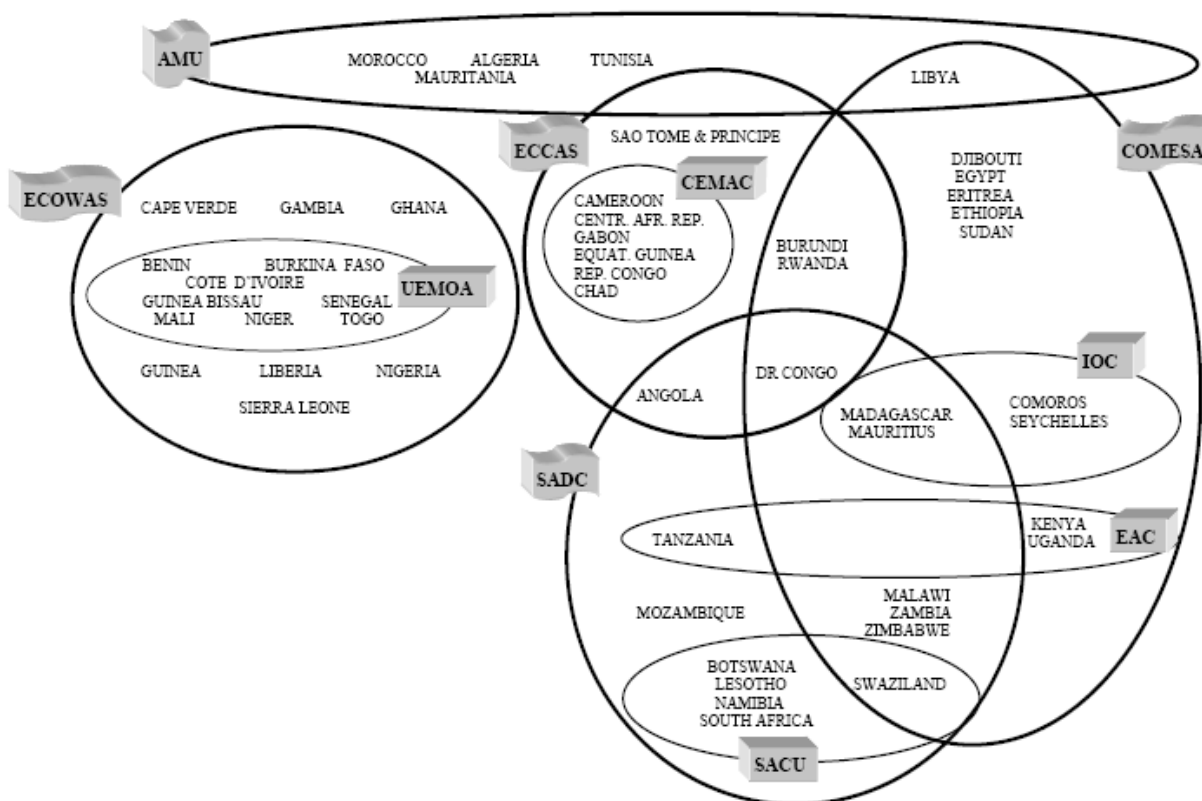 AMU
MOROCCO ALGERIA TUNISIA
MAURITANIA
LIBYA
ECCAS
SAO TOME & PRINCIPE
COMESA
CEMAC
CAMEROON
CENTR. AFR. REP.
GABON
EQUAT. GUINEA
REP. CONGO
CHAD
DJIBOUTI
EGYPT
ERITREA
ETHIOPIA
SUDAN
BURUNDI
RWANDA
ECOWAS
CAPE VERDE GAMBIA GHANA
BENIN BURKINA FASO
COTE D'IVOIRE
UEMOA
GUINEA BISSAU SENEGAL
MALI NIGER TOGO
GUINEA LIBERIA NIGERIA
SIERRA LEONE
ANGOLA
DR CONGO
IOC
MADAGASCAR
MAURITIUS
COMOROS
SEYCHELLES
SADC
TANZANIA
KENYA
UGANDA
EAC
MOZAMBIQUE
MALAWI
ZAMBIA
ZIMBABWE
BOTSWANA
LESOTHO
NAMIBIA
SOUTH AFRICA
SWAZILAND
SACU